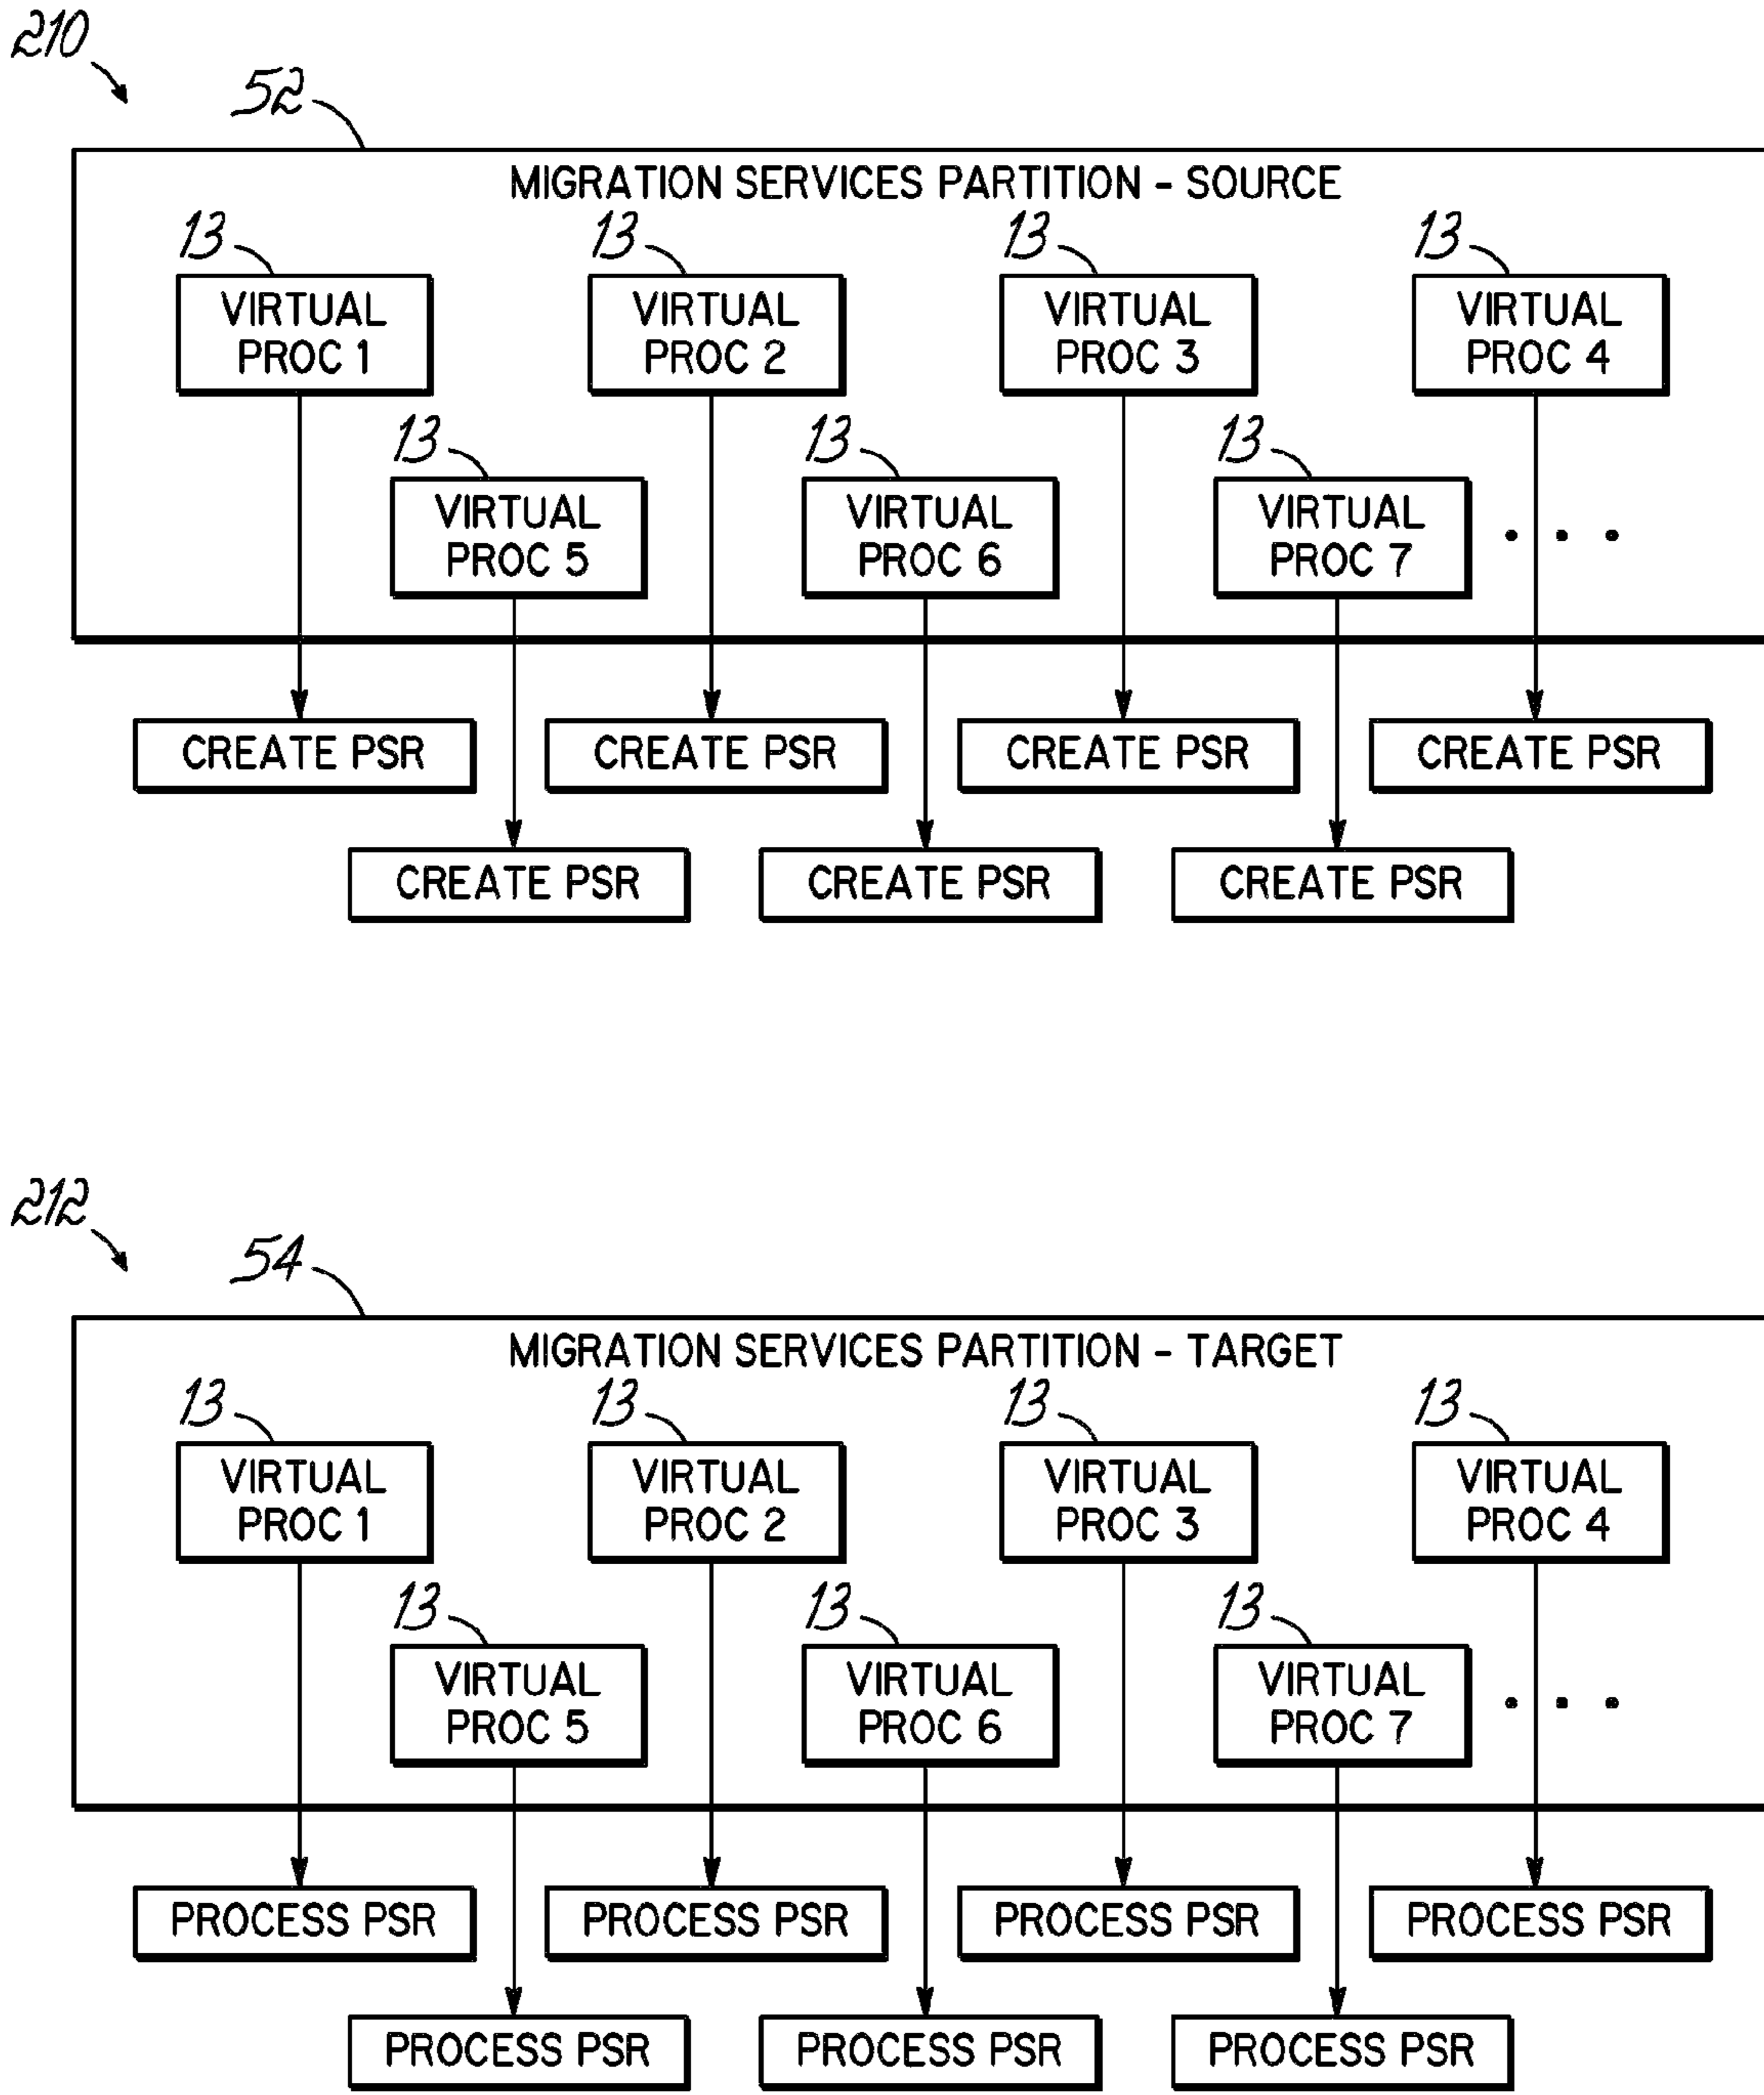 210
52
MIGRATION SERVICES PARTITION - SOURCE
13 13 13 13
VIRTUAL PROC 1
VIRTUAL PROC 2
VIRTUAL PROC 3
VIRTUAL PROC 4
13 13 13
VIRTUAL PROC 5
VIRTUAL PROC 6
VIRTUAL PROC 7
. . .
CREATE PSR CREATE PSR CREATE PSR CREATE PSR
CREATE PSR CREATE PSR CREATE PSR
212
54
MIGRATION SERVICES PARTITION - TARGET
13 13 13 13
VIRTUAL PROC 1
VIRTUAL PROC 2
VIRTUAL PROC 3
VIRTUAL PROC 4
13 13 13
VIRTUAL PROC 5
VIRTUAL PROC 6
VIRTUAL PROC 7
. . .
PROCESS PSR PROCESS PSR PROCESS PSR PROCESS PSR
PROCESS PSR PROCESS PSR PROCESS PSR